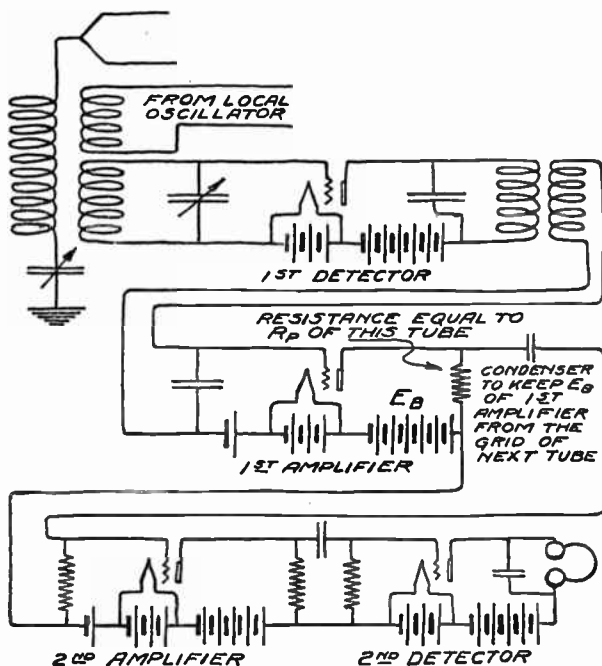 FROM LOCAL
OSCILLATOR
1ST DETECTOR
RESISTANCE EQUAL TO
RP OF THIS TUBE
CONDENSER
TO KEEP EB
OF 1ST
AMPLIFIER
FROM THE
GRID OF
NEXT TUBE
EB
1ST AMPLIFIER
2ND AMPLIFIER
2ND DETECTOR